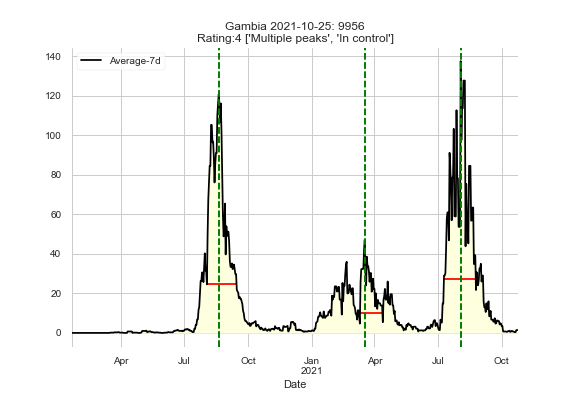 Gambia 2021-10-25: 9956
Rating:4 ['Multiple peaks', 'In control']
Average-7d
140
120
100
80
60
40
20
0
Apr
Jul
Oct
Jan
2021
Apr
Jul
Oct
Date